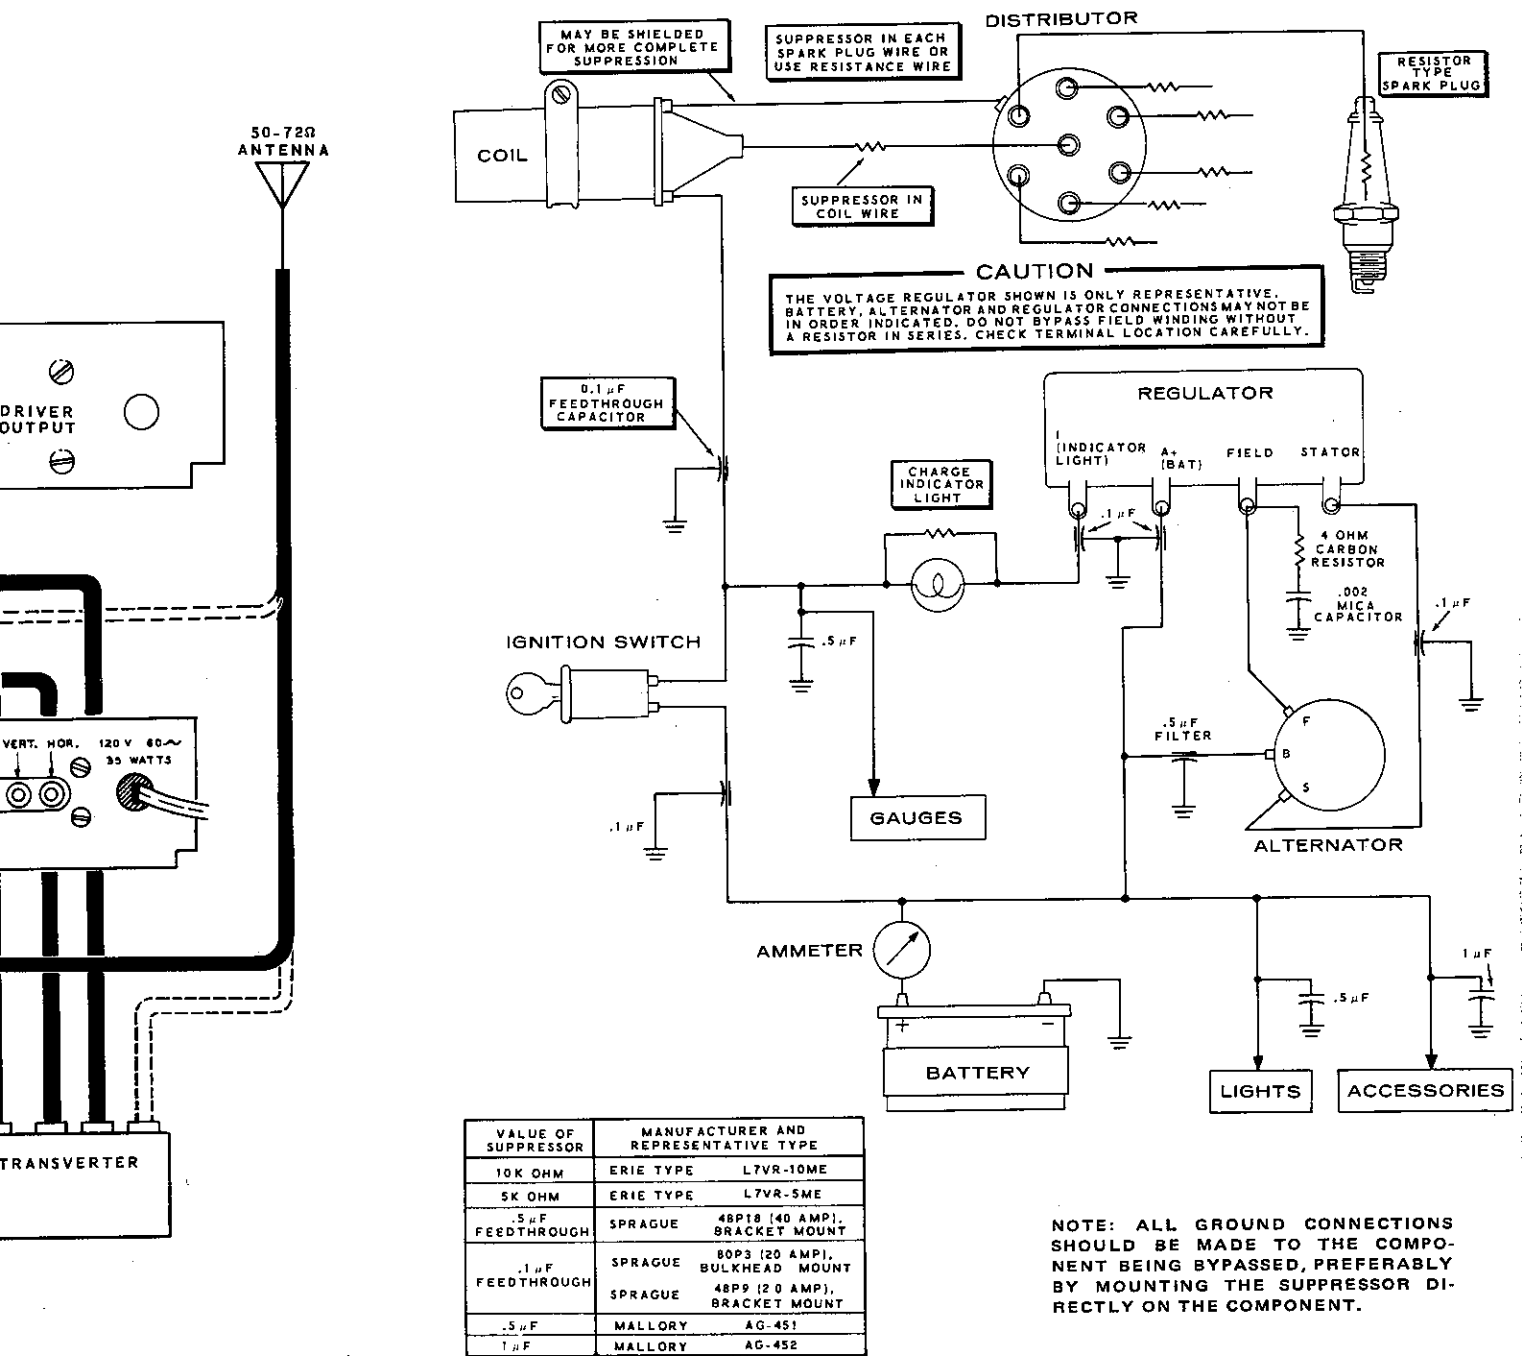 DISTRIBUTOR
MAY BE SHIELDED
FOR MORE COMPLETE
SUPPRESSION
SUPPRESSOR IN EACH
SPARK PLUG WIRE OR
USE RESISTANCE WIRE
RESISTOR
TYPE
SPARK PLUG
50-72Ω
ANTENNA
COIL
SUPPRESSOR IN
COIL WIRE
CAUTION
THE VOLTAGE REGULATOR SHOWN IS ONLY REPRESENTATIVE.
BATTERY, ALTERNATOR AND REGULATOR CONNECTIONS MAY NOT BE
IN ORDER INDICATED. DO NOT BYPASS FIELD WINDING WITHOUT
A RESISTOR IN SERIES. CHECK TERMINAL LOCATION CAREFULLY.
DRIVER
OUTPUT
0.1 µF
FEEDTHROUGH
CAPACITOR
REGULATOR
I
(INDICATOR
LIGHT)
A+
(BAT)
FIELD
STATOR
CHARGE
INDICATOR
LIGHT
.1 µF
4 OHM
CARBON
RESISTOR
.002
MICA
CAPACITOR
.1 µF
IGNITION SWITCH
.5 µF
.5 µF
FILTER
F
B
S
VERT. HOR. 120 V 60~
35 WATTS
.1 µF
GAUGES
ALTERNATOR
AMMETER
1 µF
.5 µF
+ −
BATTERY
LIGHTS
ACCESSORIES
TRANSVERTER
VALUE OF
SUPPRESSOR
MANUFACTURER AND
REPRESENTATIVE TYPE
10K OHM ERIE TYPE L7VR-10ME
5K OHM ERIE TYPE L7VR-5ME
.5 µF
FEEDTHROUGH
SPRAGUE
48P18 (40 AMP),
BRACKET MOUNT
.1 µF
FEEDTHROUGH
SPRAGUE
80P3 (20 AMP),
BULKHEAD MOUNT
SPRAGUE
48P9 (20 AMP),
BRACKET MOUNT
.5 µF MALLORY AG-451
1 µF MALLORY AG-452
NOTE: ALL GROUND CONNECTIONS
SHOULD BE MADE TO THE COMPO-
NENT BEING BYPASSED, PREFERABLY
BY MOUNTING THE SUPPRESSOR DI-
RECTLY ON THE COMPONENT.